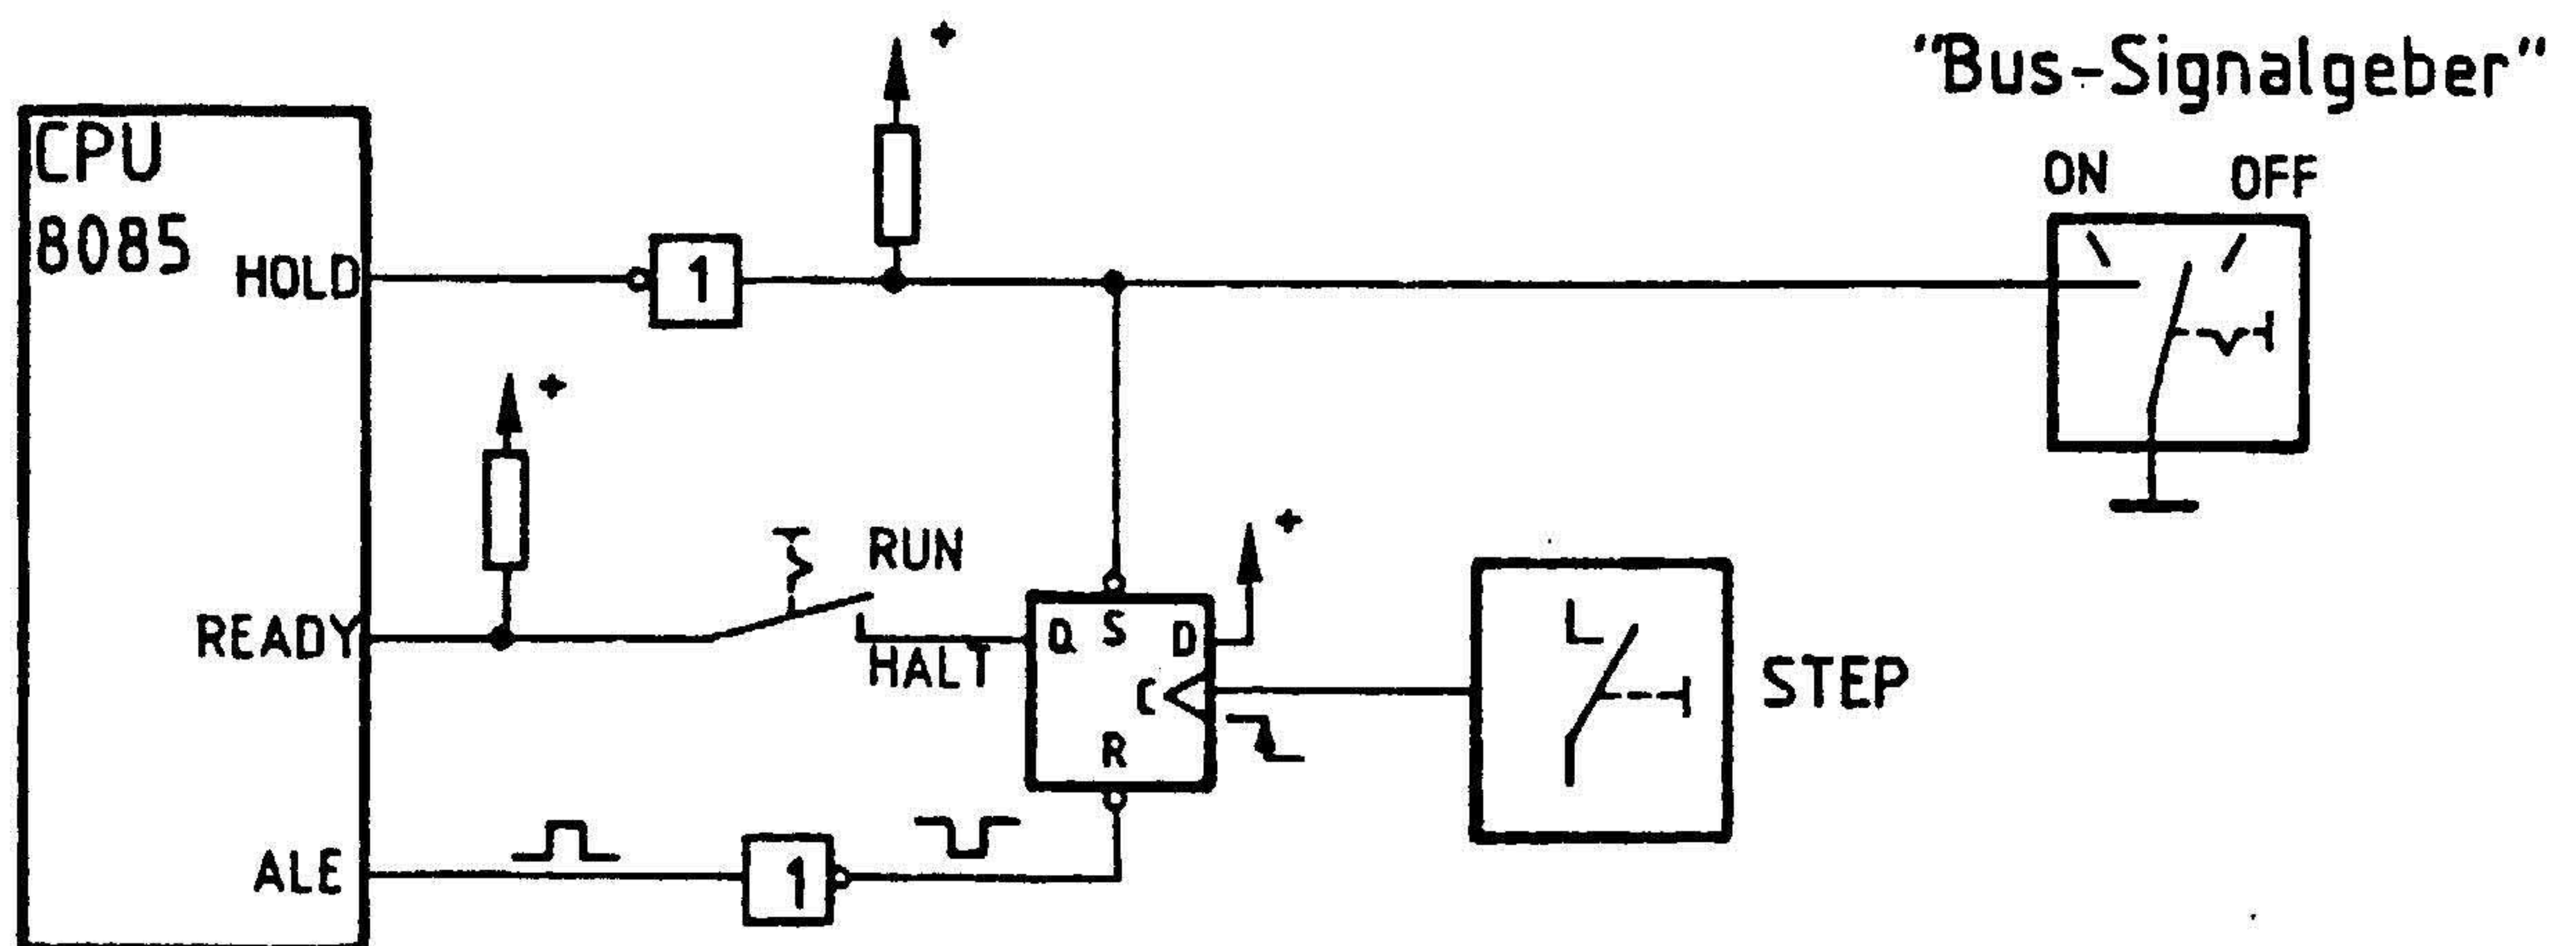 "Bus-Signalgeber"
CPU
8085
ON
OFF
HOLD
1
+
+
RUN
HALT
READY
Q
S
D
C
R
+
STEP
ALE
1